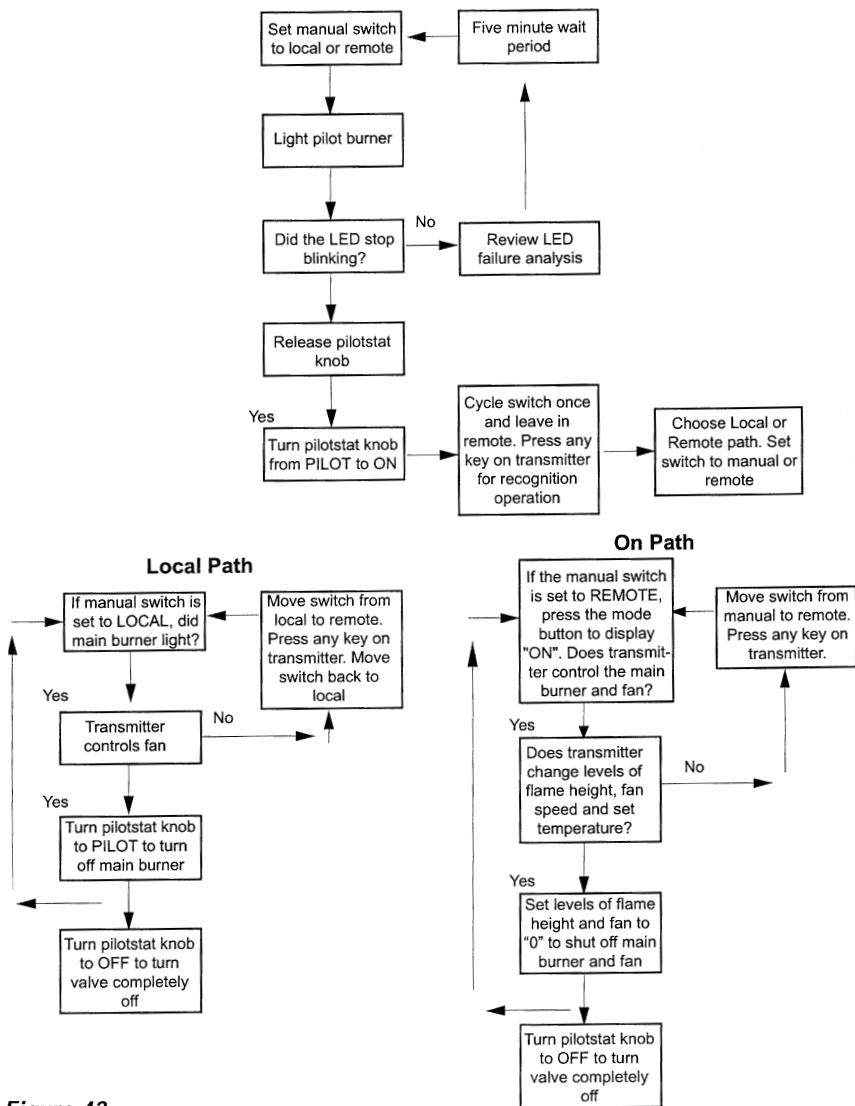 Set manual switch
to local or remote
Five minute wait
period
Light pilot burner
Did the LED stop
blinking?
No
Review LED
failure analysis
Release pilotstat
knob
Yes
Turn pilotstat knob
from PILOT to ON
Cycle switch once
and leave in
remote. Press any
key on transmitter
for recognition
operation
Choose Local or
Remote path. Set
switch to manual or
remote
Local Path
If manual switch is
set to LOCAL, did
main burner light?
Move switch from
local to remote.
Press any key on
transmitter. Move
switch back to
local
Yes
Transmitter
controls fan
No
Yes
Turn pilotstat knob
to PILOT to turn
off main burner
Turn pilotstat knob
to OFF to turn
valve completely
off
On Path
If the manual switch
is set to REMOTE,
press the mode
button to display
"ON". Does transmit-
ter control the main
burner and fan?
Move switch from
manual to remote.
Press any key on
transmitter.
Yes
Does transmitter
change levels of
flame height, fan
speed and set
temperature?
No
Yes
Set levels of flame
height and fan to
“0” to shut off main
burner and fan
Turn pilotstat knob
to OFF to turn
valve completely
off